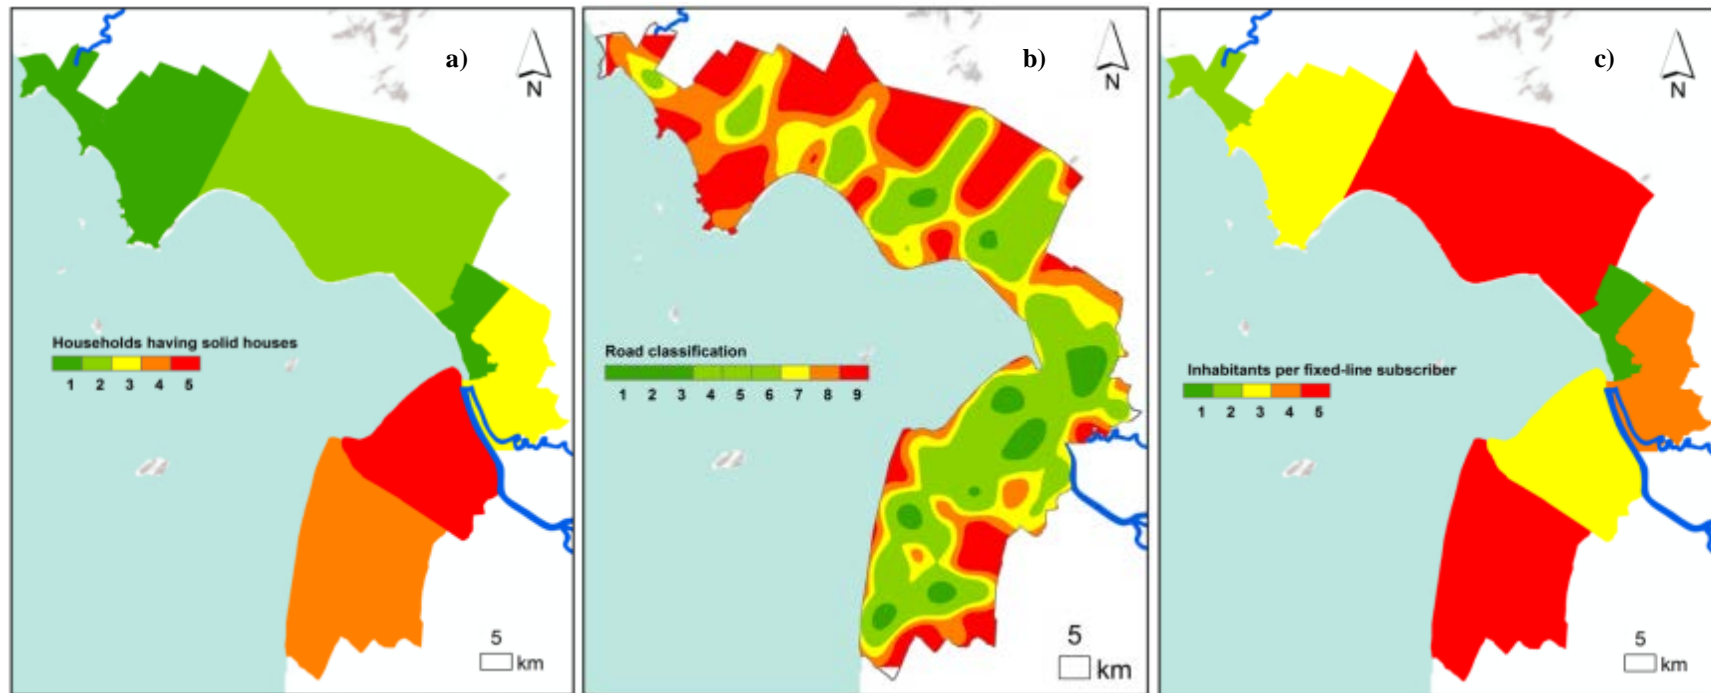 a)
N
Households having solid houses
1 2 3 4 5
5
km
b)
N
Road classification
1 2 3 4 5 6 7 8 9
5
km
c)
N
Inhabitants per fixed-line subscriber
1 2 3 4 5
5
km